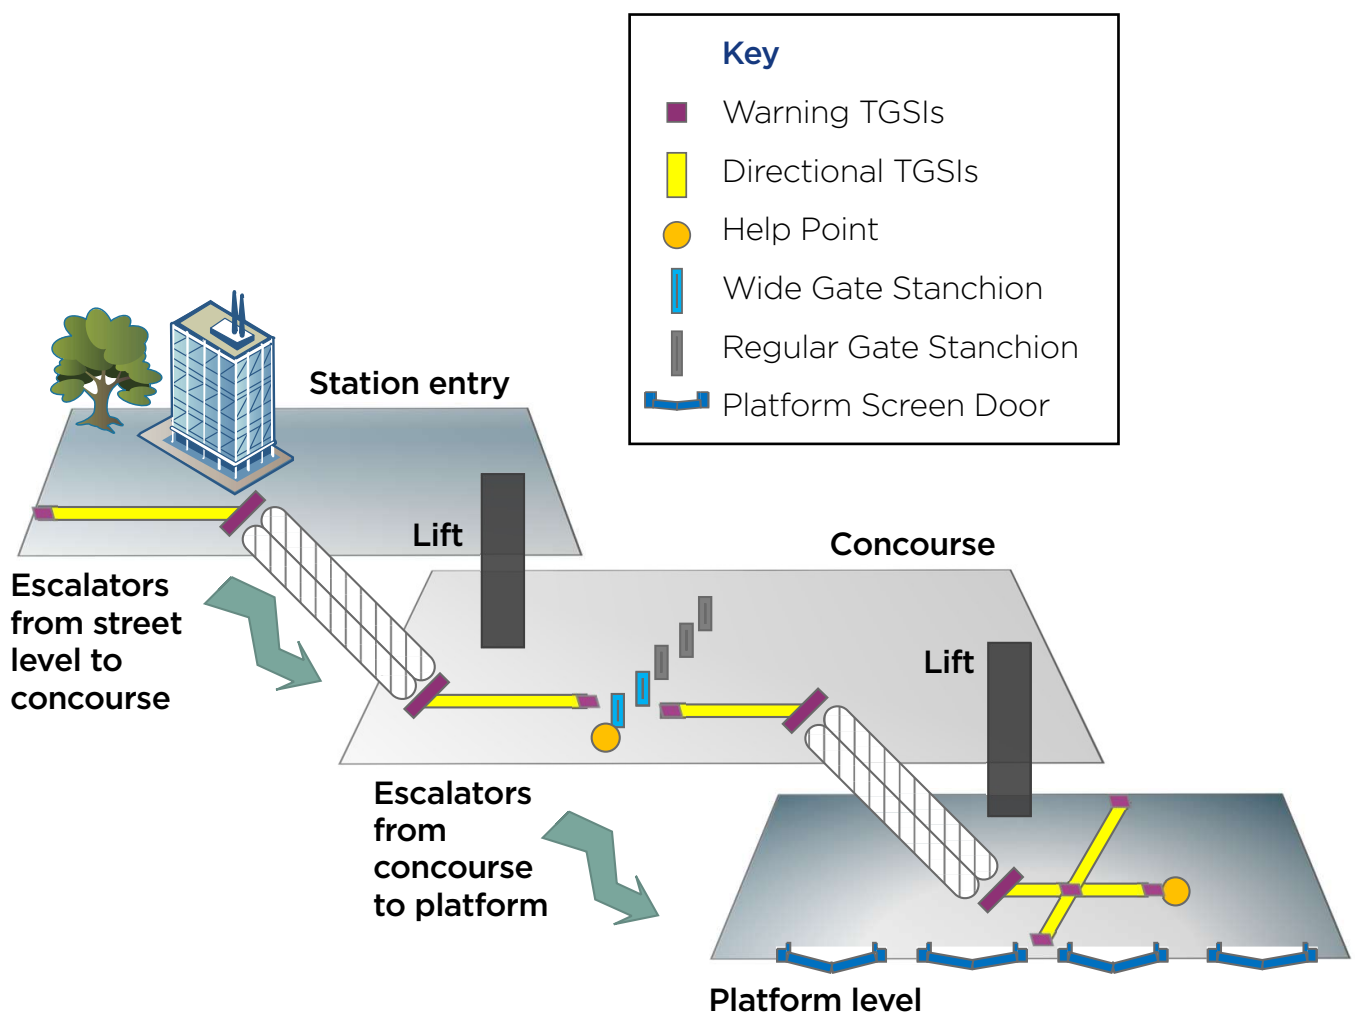 Key
Warning TGSIs
Directional TGSIs
Help Point
Wide Gate Stanchion
Regular Gate Stanchion
Platform Screen Door
Station entry
Lift
Concourse
Escalators
from street
level to
concourse
Lift
Escalators
from
concourse
to platform
Platform level